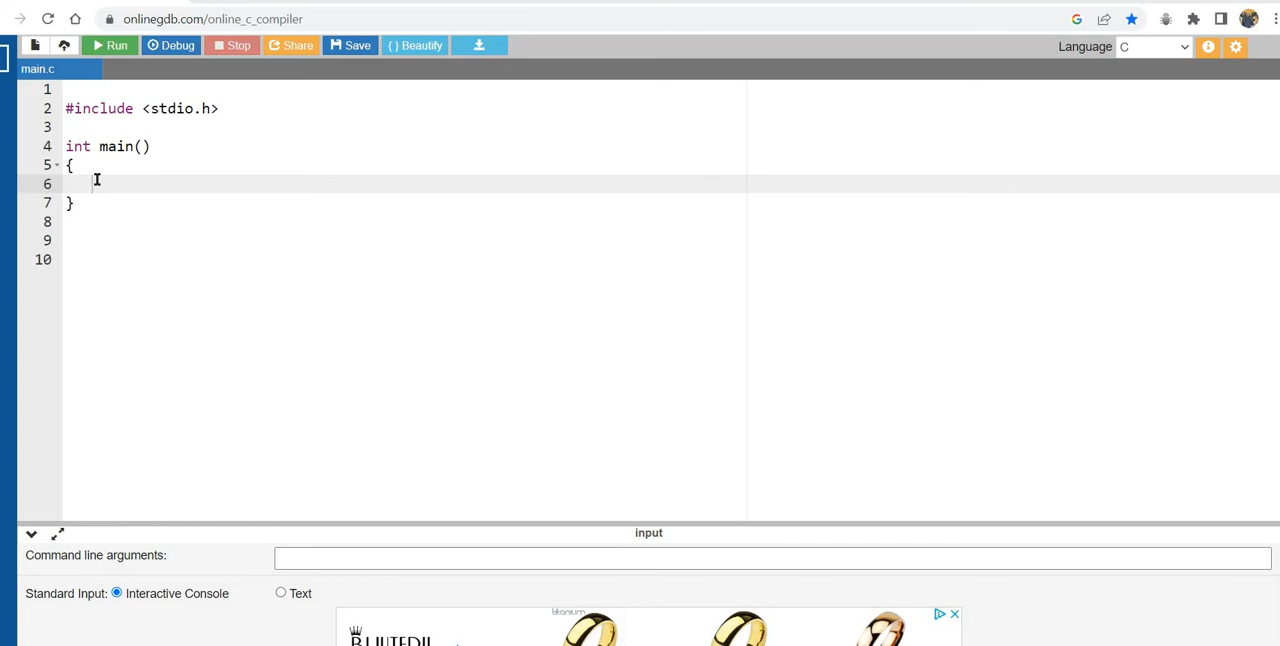 onlinegdb.com/online_c_compiler
Run Debug Stop Share Save { } Beautify Language C
main.c
1
2 #include <stdio.h>
3
4 int main()
5 {
6
7 }
8
9
10
input
Command line arguments:
Standard Input: Interactive Console Text
titanium